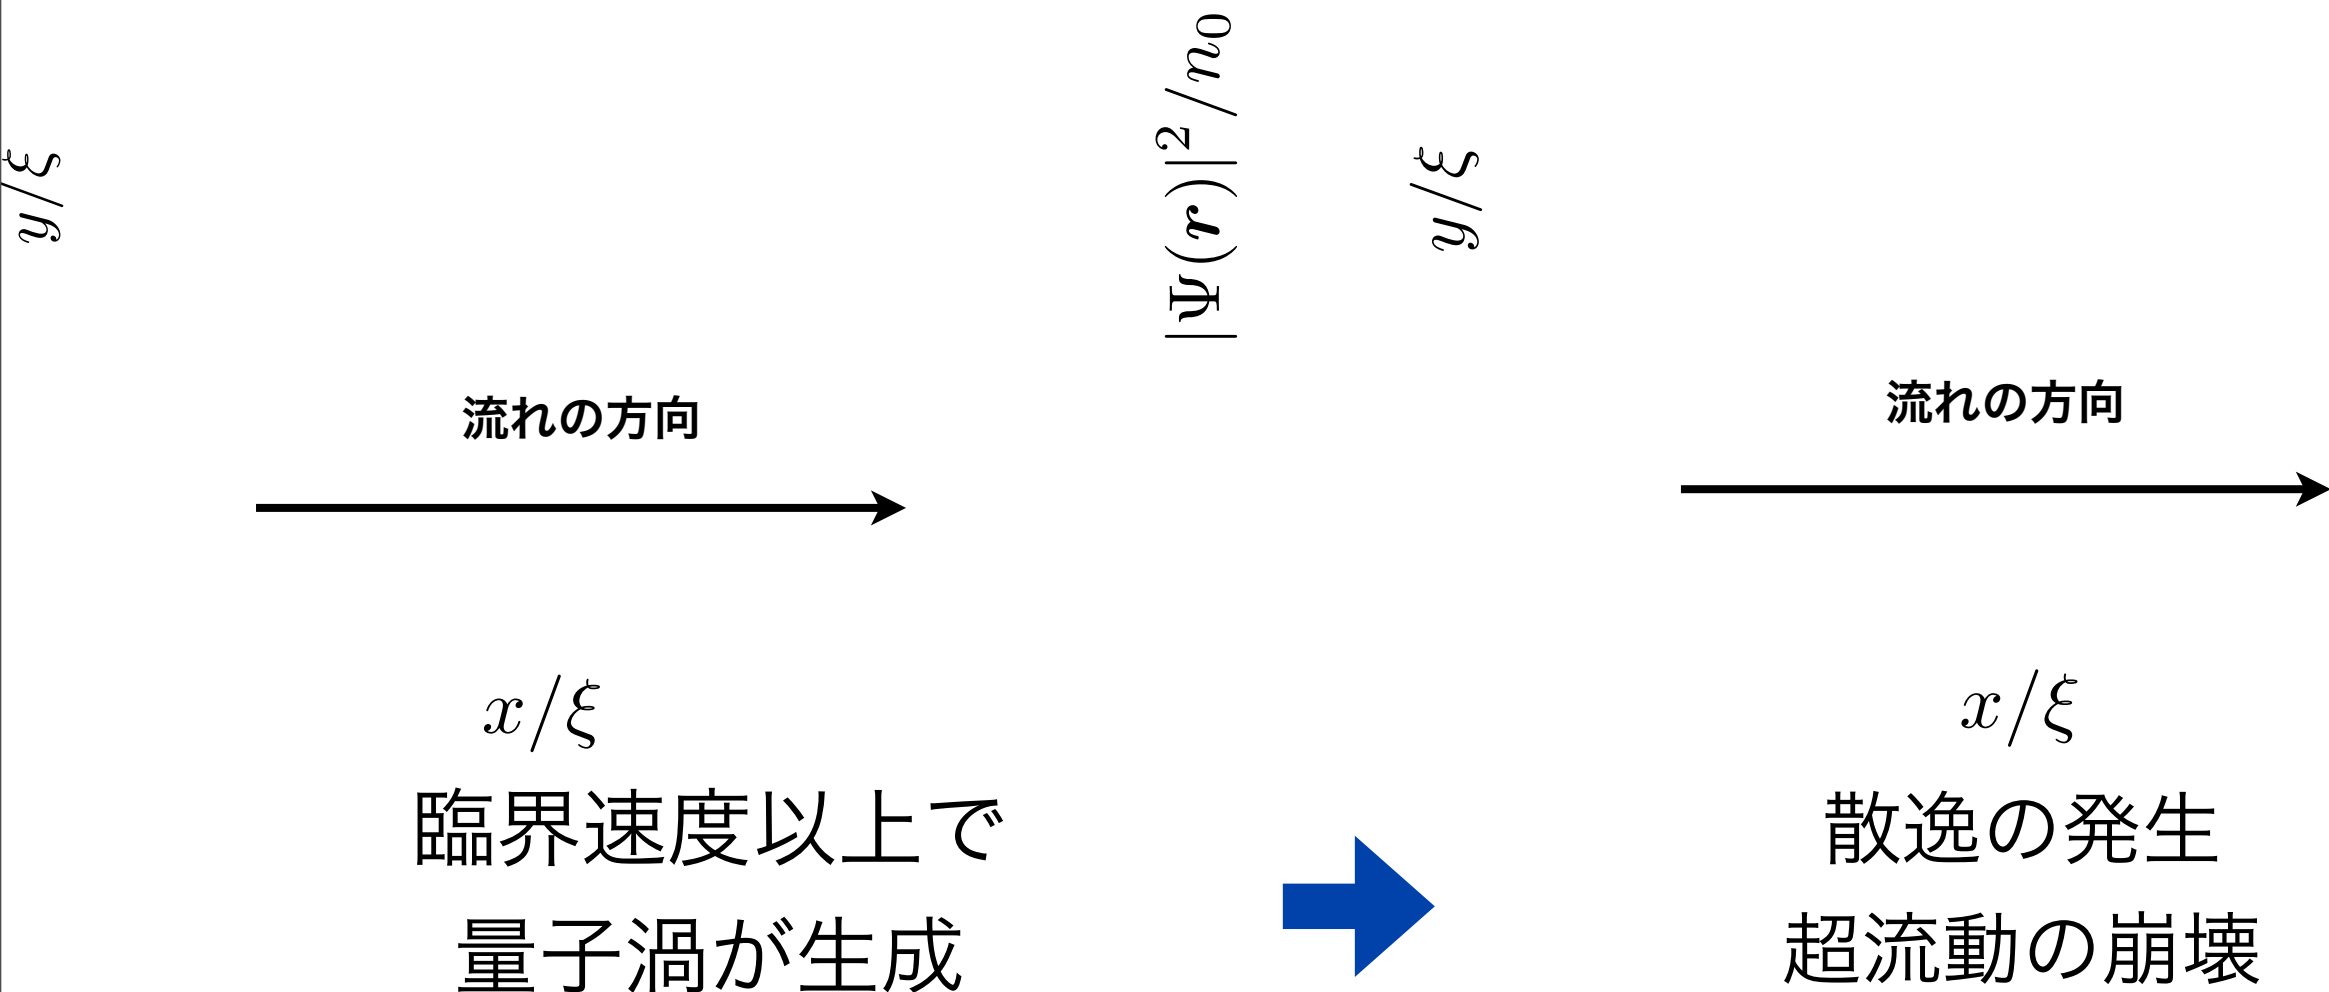 y/ξ
|Ψ(r)|²/n₀
y/ξ
流れの方向
流れの方向
x/ξ
x/ξ
臨界速度以上で
量子渦が生成
散逸の発生
超流動の崩壊